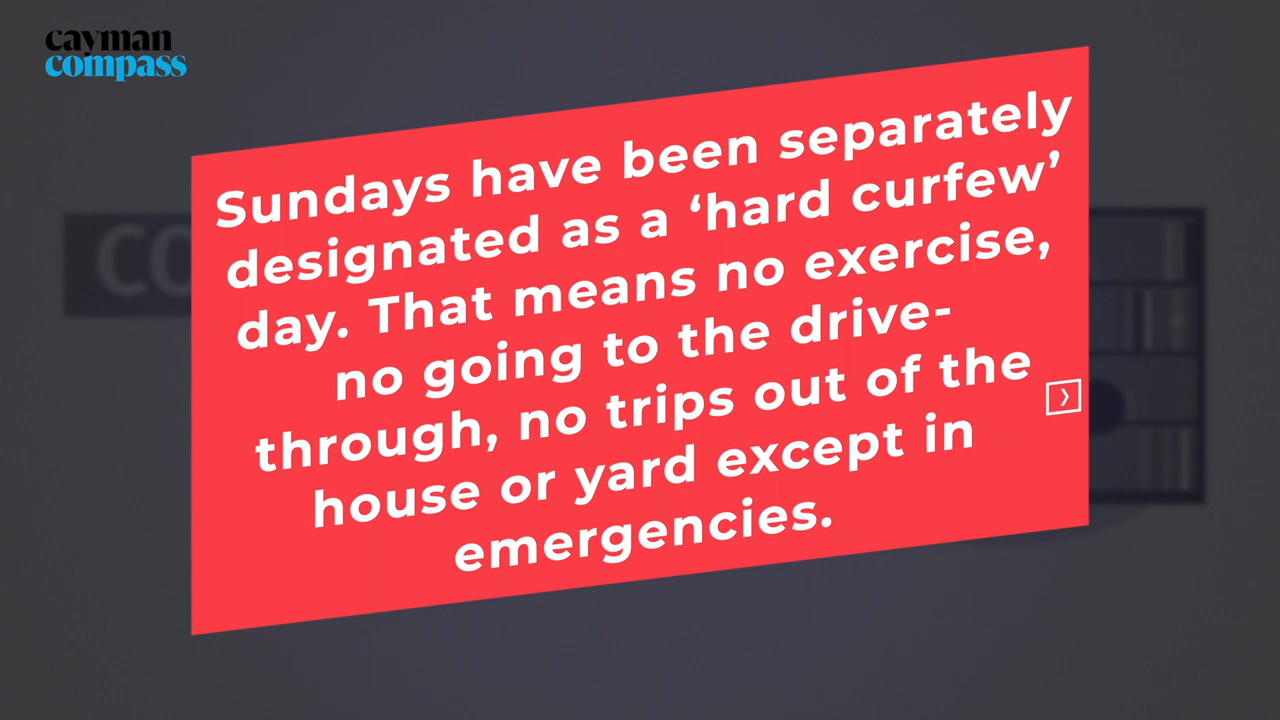 cayman
compass
Sundays have been separately
designated as a ‘hard curfew’
day. That means no exercise,
no going to the drive-
through, no trips out of the
house or yard except in
emergencies.
CO